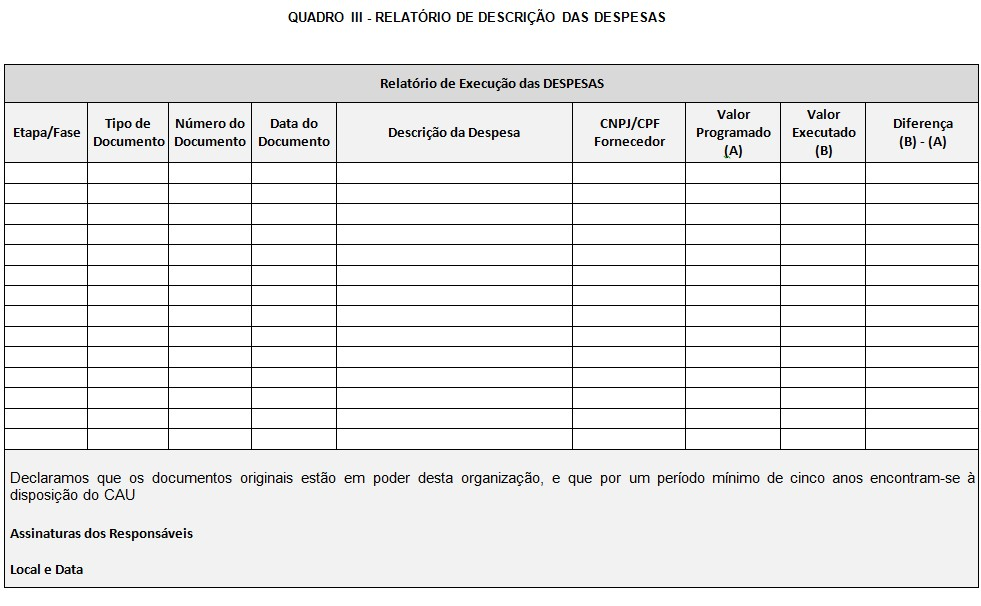 QUADRO III - RELATÓRIO DE DESCRIÇÃO DAS DESPESAS
Relatório de Execução das DESPESAS
Etapa/Fase
Tipo de
Documento
Número do
Documento
Data do
Documento
Descrição da Despesa
CNPJ/CPF
Fornecedor
Valor
Programado
(A)
Valor
Executado
(B)
Diferença
(B) - (A)
Declaramos que os documentos originais estão em poder desta organização, e que por um período mínimo de cinco anos encontram-se à
disposição do CAU
Assinaturas dos Responsáveis
Local e Data